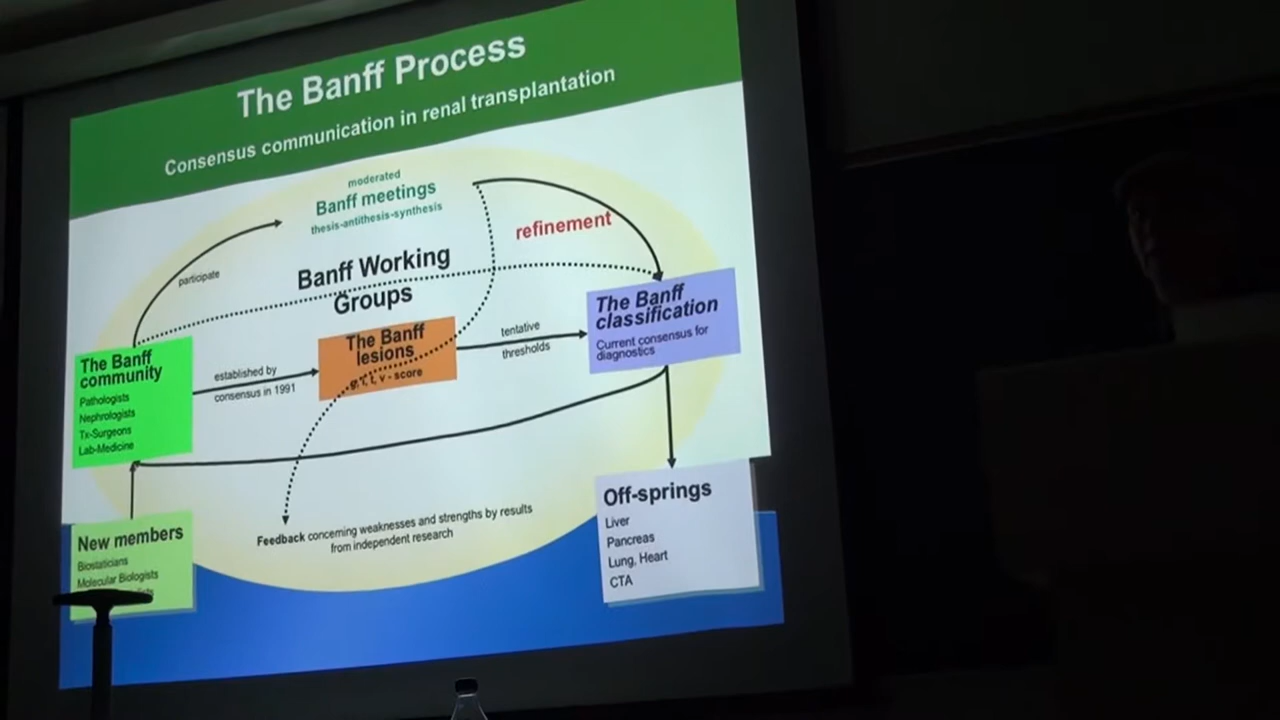 The Banff Process
Consensus communication in renal transplantation
moderated
Banff meetings
thesis-antithesis-synthesis
refinement
participate
Banff Working
Groups
The Banff
classification
Current consensus for
diagnostics
The Banff
lesions
g, i, t, v - score
tentative
thresholds
The Banff
community
Pathologists
Nephrologists
Tx-Surgeons
Lab-Medicine
established by
consensus in 1991
Off-springs
Liver
Pancreas
Lung, Heart
CTA
New members
Biostaticians
Molecular Biologists
Feedback concerning weaknesses and strengths by results
from independent research